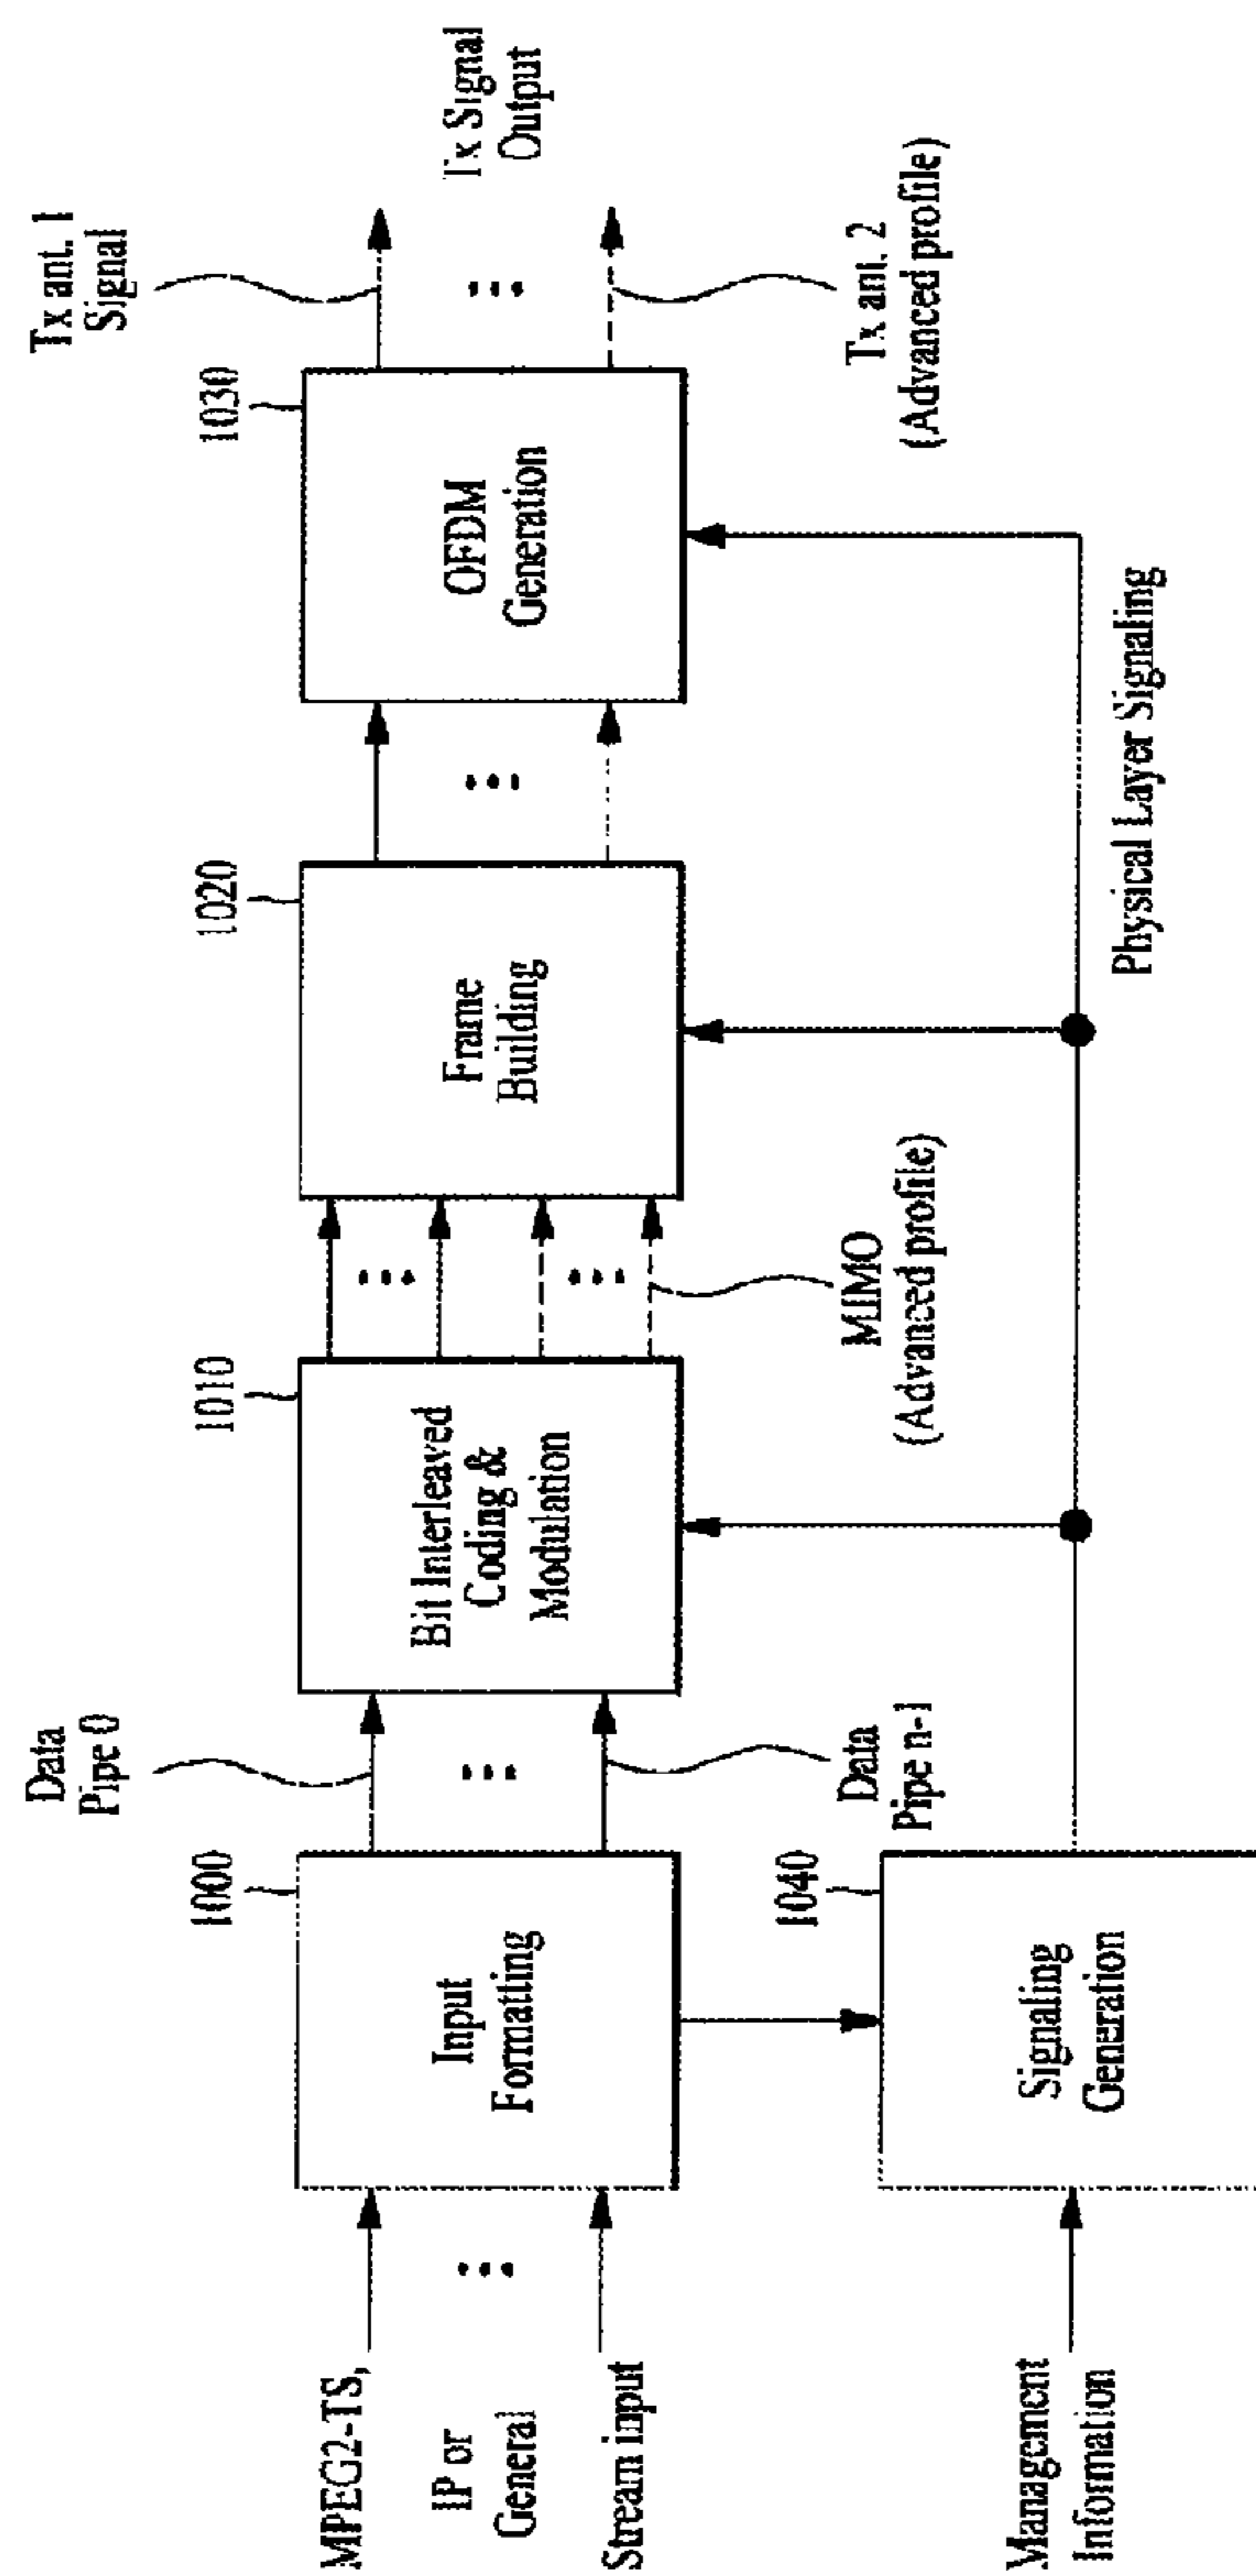 Tx ant. 1
Signal
Tx Signal
Output
Tx ant. 2
(Advanced profile)
1030
OFDM
Generation
1020
Frame
Building
Physical Layer Signaling
MIMO
(Advanced profile)
1010
Bit Interleaved
Coding &
Modulation
Data
Pipe 0
Data
Pipe n-1
1000
Input
Formatting
1040
Signaling
Generation
MPEG2-TS,
IP or
General
Stream input
Management
Information